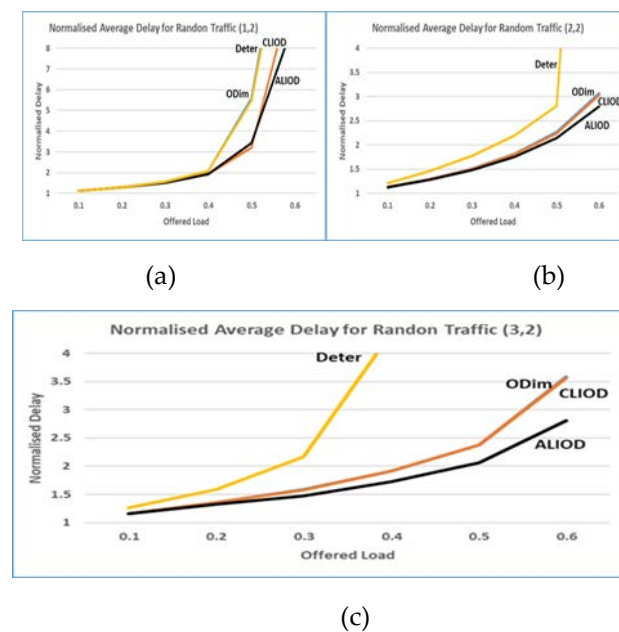 Normalised Average Delay for Randon Traffic (1,2)
Normalised Delay
8
7
6
5
4
3
2
1
0.1 0.2 0.3 0.4 0.5 0.6
Offered Load
Deter
CLIOD
ODim
ALIOD
Normalised Average Delay for Random Traffic (2,2)
Normalised Delay
4
3.5
3
2.5
2
1.5
1
0.1 0.2 0.3 0.4 0.5 0.6
Offered Load
Deter
ODim
CLIOD
ALIOD
(a) (b)
Normalised Average Delay for Randon Traffic (3,2)
Normalised Delay
4
3.5
3
2.5
2
1.5
1
0.1 0.2 0.3 0.4 0.5 0.6
Offered Load
Deter
ODim
CLIOD
ALIOD
(c)